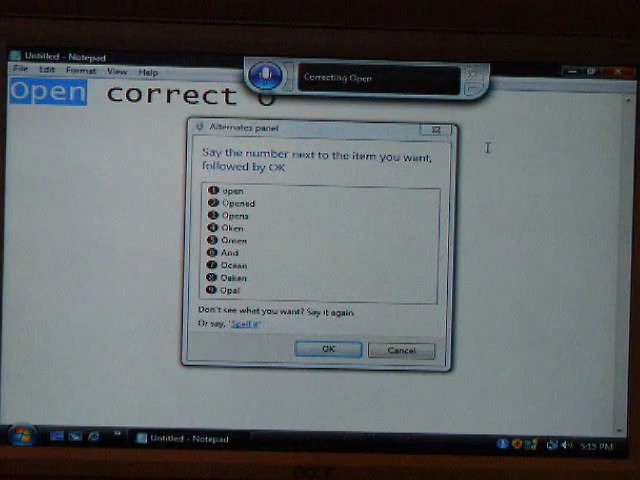 Untitled - Notepad
File Edit Format View Help
Correcting Open
Open correct o
Alternates panel
Say the number next to the item you want,
followed by OK
1 open
2 Opened
3 Opens
4 Oken
5 Green
6 And
7 Ocean
8 Oaken
9 Opal
Don't see what you want? Say it again
Or say, 'Spell it'
OK Cancel
Untitled - Notepad
5:15 PM